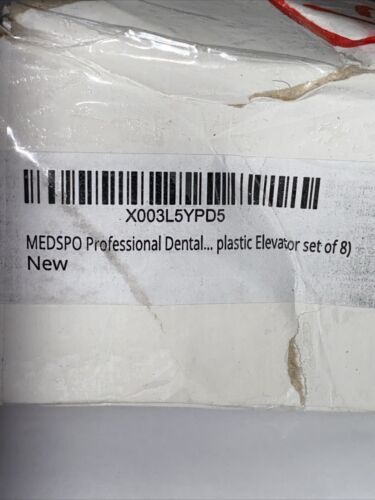 X003L5YPD5
MEDSPO Professional Dental... plastic Elevator set of 8)
New